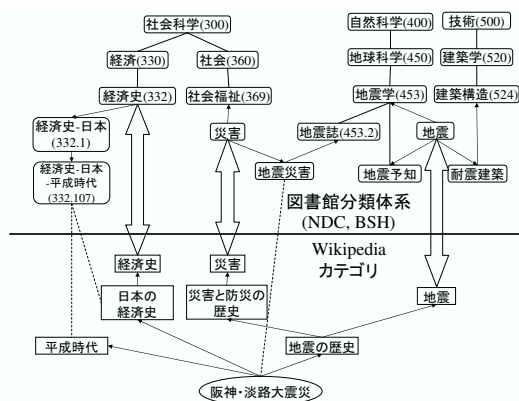 社会科学(300)
自然科学(400)
技術(500)
経済(330)
社会(360)
地球科学(450)
建築学(520)
経済史(332)
社会福祉(369)
地震学(453)
建築構造(524)
経済史-日本
(332.1)
災害
地震誌(453.2)
地震
経済史-日本
-平成時代
(332,107)
地震災害
地震予知
耐震建築
図書館分類体系
(NDC, BSH)
Wikipedia
カテゴリ
経済史
災害
日本の
経済史
災害と防災の
歴史
地震
平成時代
地震の歴史
阪神・淡路大震災